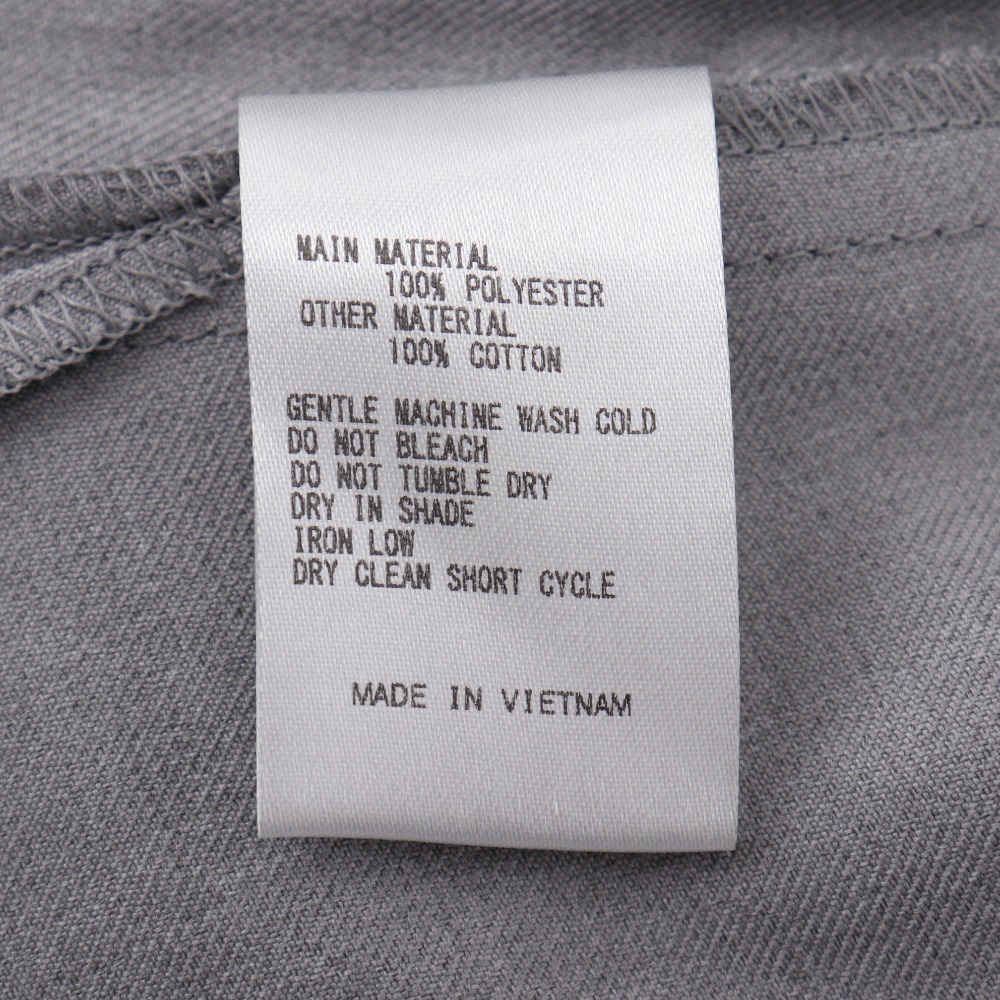 MAIN MATERIAL
100% POLYESTER
OTHER MATERIAL
100% COTTON
GENTLE MACHINE WASH COLD
DO NOT BLEACH
DO NOT TUMBLE DRY
DRY IN SHADE
IRON LOW
DRY CLEAN SHORT CYCLE
MADE IN VIETNAM